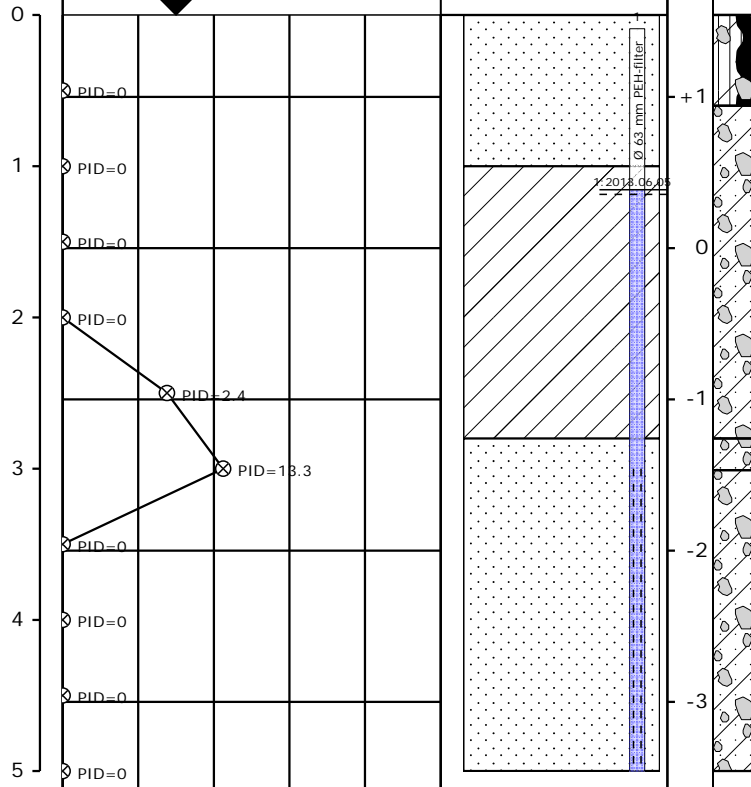 0
1
PID=0
+1
Ø 63 mm PEH-filter
1
PID=0
1:2013.06.05
PID=0
0
2
PID=0
PID=2.4
-1
3
PID=13.3
PID=0
-2
4
PID=0
PID=0
-3
5
PID=0